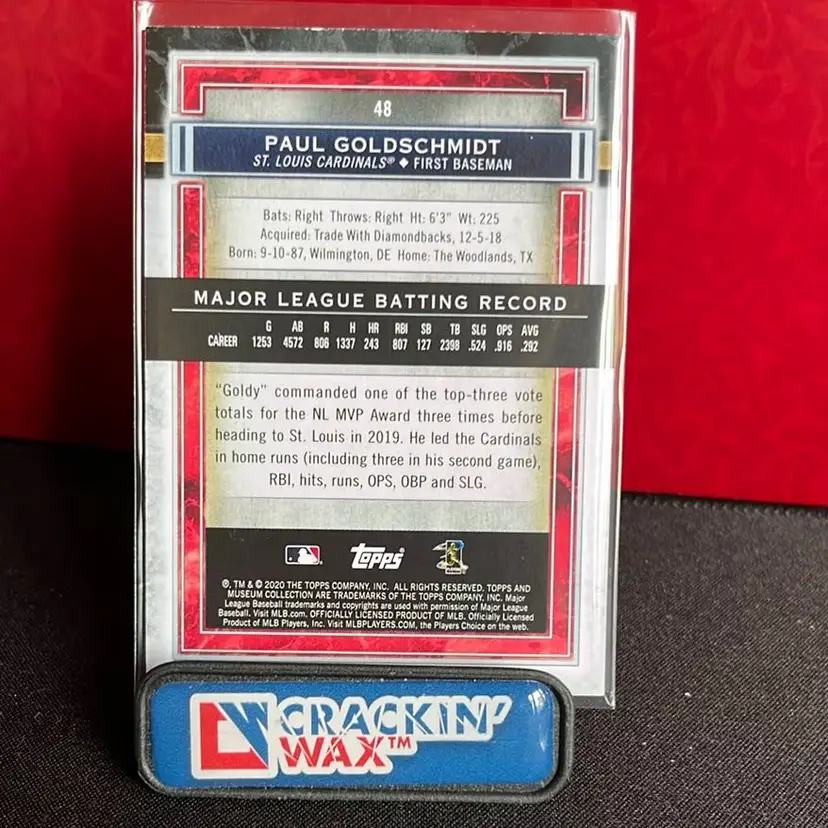 48
PAUL GOLDSCHMIDT
ST. LOUIS CARDINALS® ◆ FIRST BASEMAN
Bats: Right Throws: Right Ht: 6'3" Wt: 225
Acquired: Trade With Diamondbacks, 12-5-18
Born: 9-10-87, Wilmington, DE Home: The Woodlands, TX
MAJOR LEAGUE BATTING RECORD
G AB R H HR RBI SB TB SLG OPS AVG
CAREER 1253 4572 806 1337 243 807 127 2398 .524 .916 .292
"Goldy" commanded one of the top-three vote
totals for the NL MVP Award three times before
heading to St. Louis in 2019. He led the Cardinals
in home runs (including three in his second game),
RBI, hits, runs, OPS, OBP and SLG.
topps®
®, TM & © 2020 THE TOPPS COMPANY, INC. ALL RIGHTS RESERVED. TOPPS AND
MUSEUM COLLECTION ARE TRADEMARKS OF THE TOPPS COMPANY, INC. Major
League Baseball trademarks and copyrights are used with permission of Major League
Baseball. Visit MLB.com. OFFICIALLY LICENSED PRODUCT OF MLB. Officially Licensed
Product of MLB Players, Inc. Visit MLBPLAYERS.COM, the Players Choice on the web.
CW CRACKIN'
WAX™